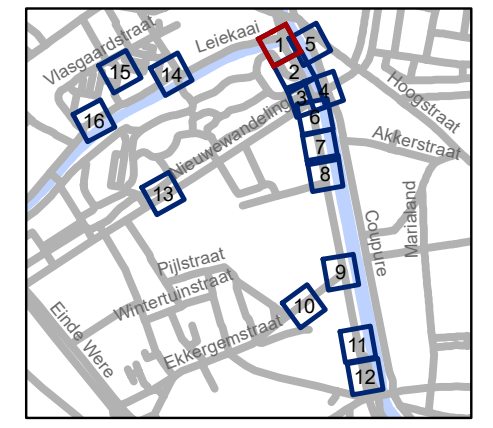 Vlasgaardstraat
Leiekaai
1
5
2
15
14
3
4
Hoogstraat
16
6
Nieuwewandeling
7
Akkerstraat
8
13
Marialand
Coupure
Pijlstraat
9
Wintertuinstraat
10
Einde Were
Ekkergemstraat
11
12